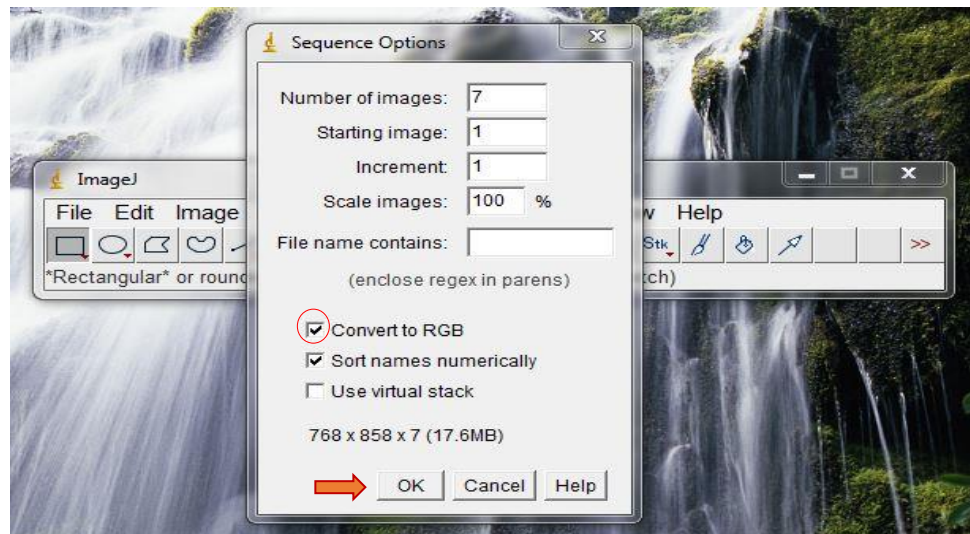 Sequence Options
Number of images: 7
Starting image: 1
Increment: 1
Scale images: 100 %
File name contains:
(enclose regex in parens)
Convert to RGB
Sort names numerically
Use virtual stack
768 x 858 x 7 (17.6MB)
OK Cancel Help
ImageJ
File Edit Image w Help
Stk >>
*Rectangular* or roun tch)